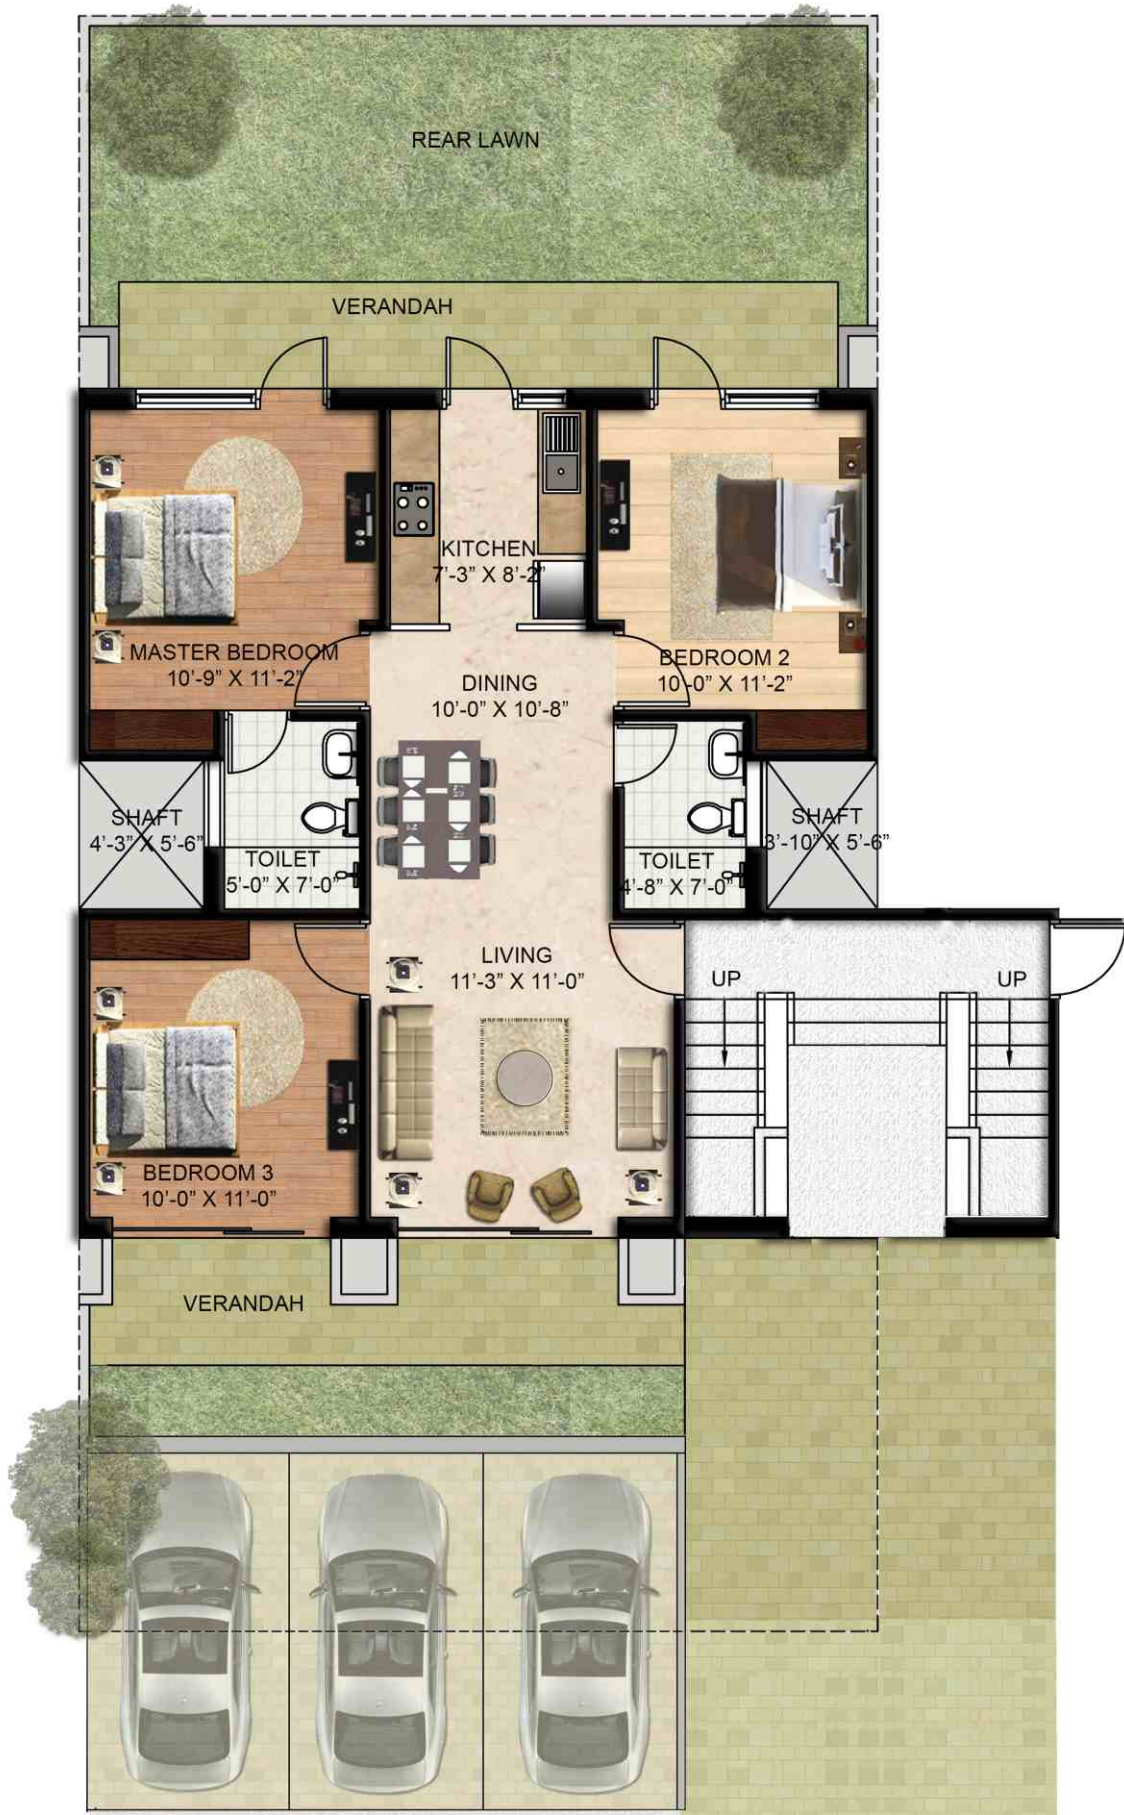 REAR LAWN
VERANDAH
KITCHEN
7'-3” X 8'-2”
MASTER BEDROOM
10'-9” X 11'-2”
BEDROOM 2
10'-0” X 11'-2”
DINING
10'-0” X 10'-8”
SHAFT
4'-3” X 5'-6”
TOILET
5'-0” X 7'-0”
TOILET
4'-8” X 7'-0”
SHAFT
3'-10” X 5'-6”
LIVING
11'-3” X 11'-0”
UP
UP
BEDROOM 3
10'-0” X 11'-0”
VERANDAH